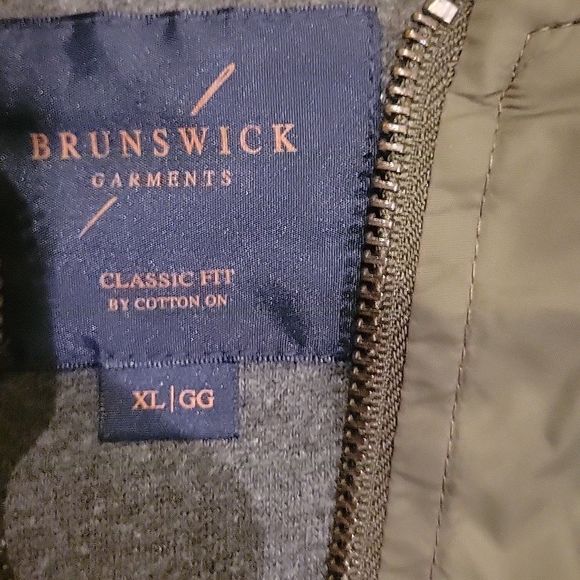 BRUNSWICK
GARMENTS
CLASSIC FIT
BY COTTON ON
XL|GG